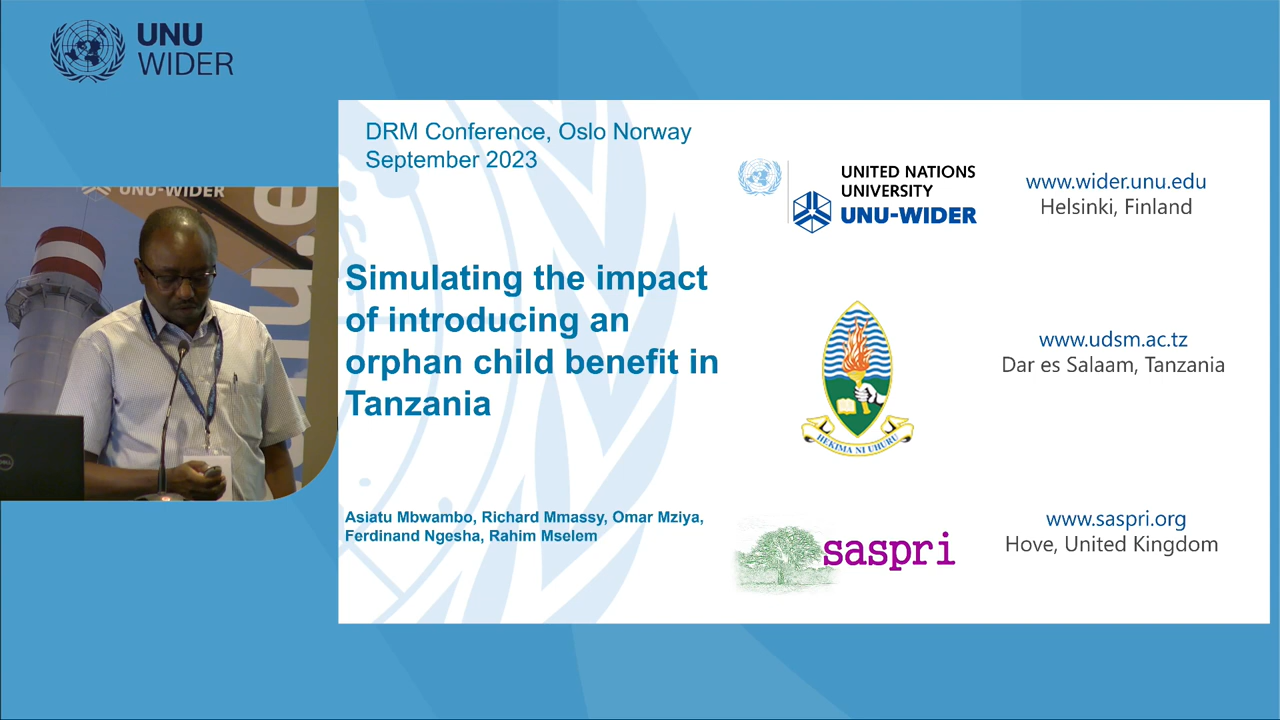 UNU
WIDER
DRM Conference, Oslo Norway
September 2023
UNITED NATIONS
UNIVERSITY
UNU-WIDER
www.wider.unu.edu
Helsinki, Finland
Simulating the impact
of introducing an
orphan child benefit in
Tanzania
www.udsm.ac.tz
Dar es Salaam, Tanzania
HEKIMA NI UHURU
Asiatu Mbwambo, Richard Mmassy, Omar Mziya,
Ferdinand Ngesha, Rahim Mselem
saspri
www.saspri.org
Hove, United Kingdom
UNU-WIDER
unu.e
DELL